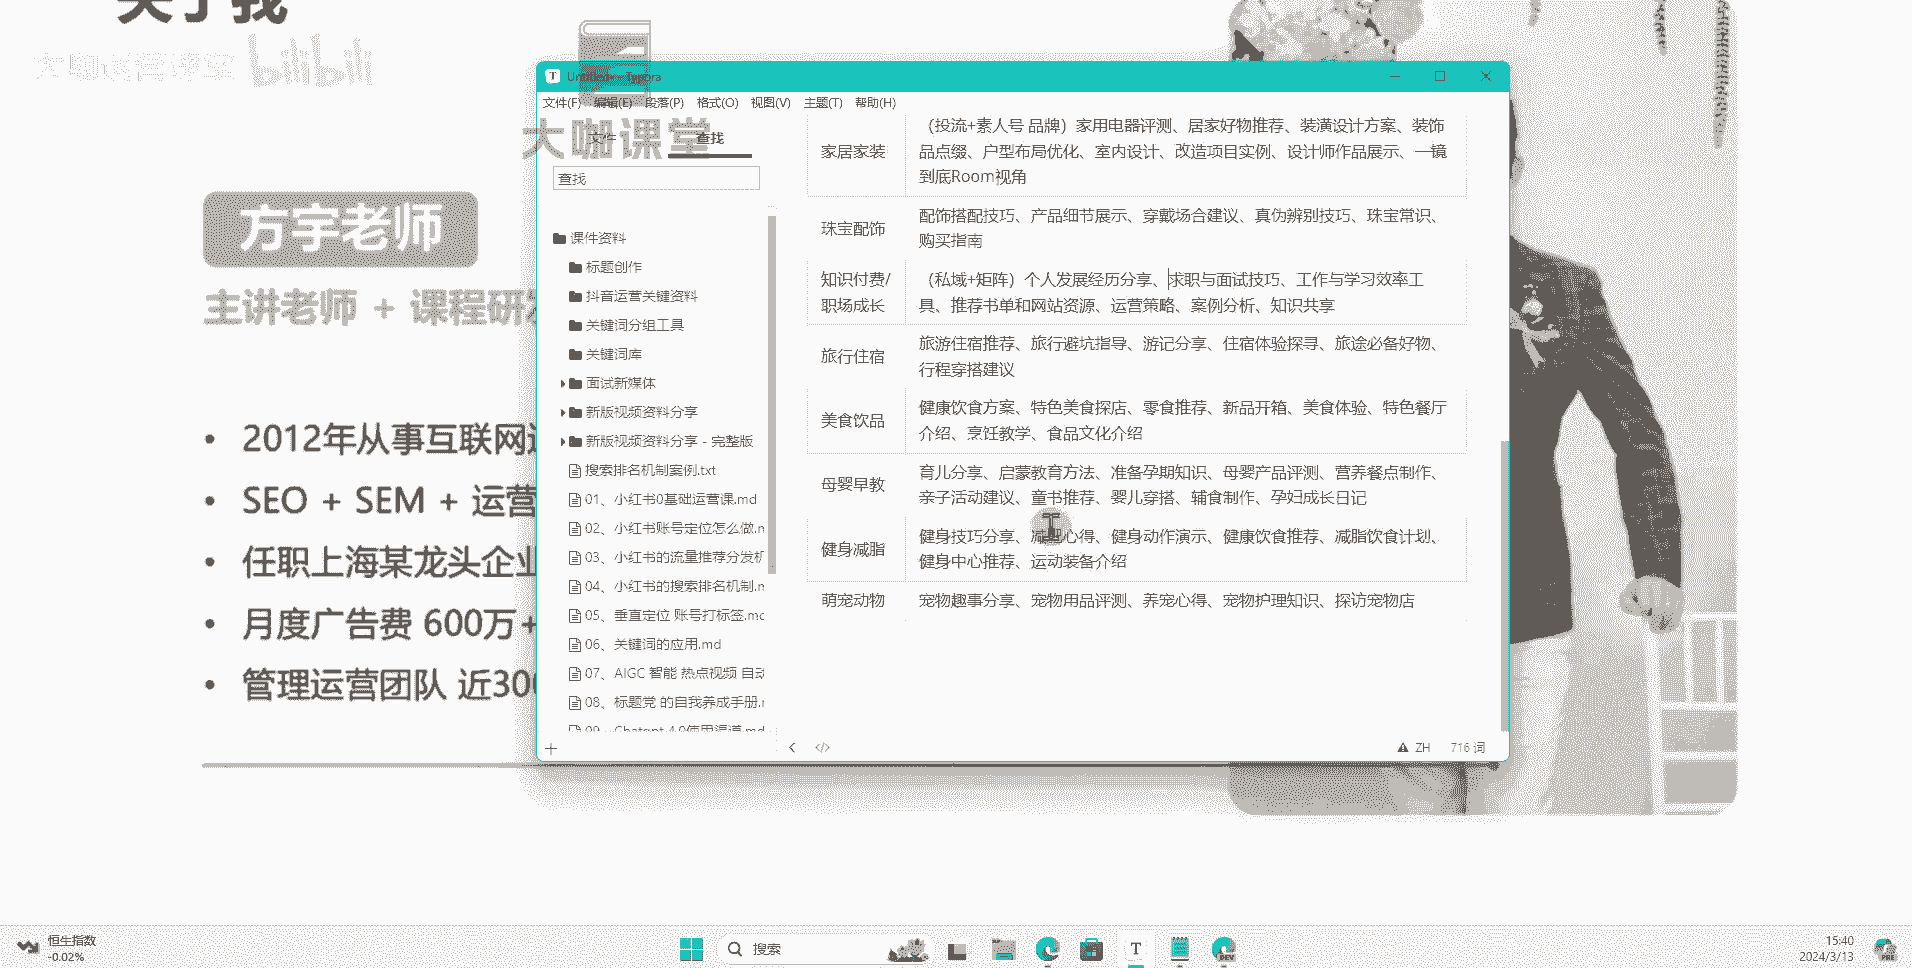 关于我
大咖运营课堂 bilibili
大咖课堂
方宇老师
主讲老师 + 课程研发
• 2012年从事互联网运
• SEO + SEM + 运营
• 任职上海某龙头企业
• 月度广告费 600万+
• 管理运营团队 近300
Untitled - Typora
文件(F) 编辑(E) 段落(P) 格式(O) 视图(V) 主题(T) 帮助(H)
文件 查找
查找
课件资料
标题创作
抖音运营关键资料
关键词分组工具
关键词库
面试新媒体
新版视频资料分享
新版视频资料分享 - 完整版
搜索排名机制案例.txt
01、小红书0基础运营课.md
02、小红书账号定位怎么做.m
03、小红书的流量推荐分发机
04、小红书的搜索排名机制.m
05、垂直定位 账号打标签.mc
06、关键词的应用.md
07、AIGC 智能 热点视频 自动
08、标题党 的自我养成手册.r
09、Chatgpt 4.0使用渠道.md
家居家装
（投流+素人号 品牌）家用电器评测、居家好物推荐、装潢设计方案、装饰
品点缀、户型布局优化、室内设计、改造项目实例、设计师作品展示、一镜
到底Room视角
珠宝配饰
配饰搭配技巧、产品细节展示、穿戴场合建议、真伪辨别技巧、珠宝常识、
购买指南
知识付费/
职场成长
（私域+矩阵）个人发展经历分享、求职与面试技巧、工作与学习效率工
具、推荐书单和网站资源、运营策略、案例分析、知识共享
旅行住宿
旅游住宿推荐、旅行避坑指导、游记分享、住宿体验探寻、旅途必备好物、
行程穿搭建议
美食饮品
健康饮食方案、特色美食探店、零食推荐、新品开箱、美食体验、特色餐厅
介绍、烹饪教学、食品文化介绍
母婴早教
育儿分享、启蒙教育方法、准备孕期知识、母婴产品评测、营养餐点制作、
亲子活动建议、童书推荐、婴儿穿搭、辅食制作、孕妇成长日记
健身减脂
健身技巧分享、减肥心得、健身动作演示、健康饮食推荐、减脂饮食计划、
健身中心推荐、运动装备介绍
萌宠动物
宠物趣事分享、宠物用品评测、养宠心得、宠物护理知识、探访宠物店
ZH 716 词
恒生指数
-0.02%
搜索
DEV
15:40
2024/3/13
PRE